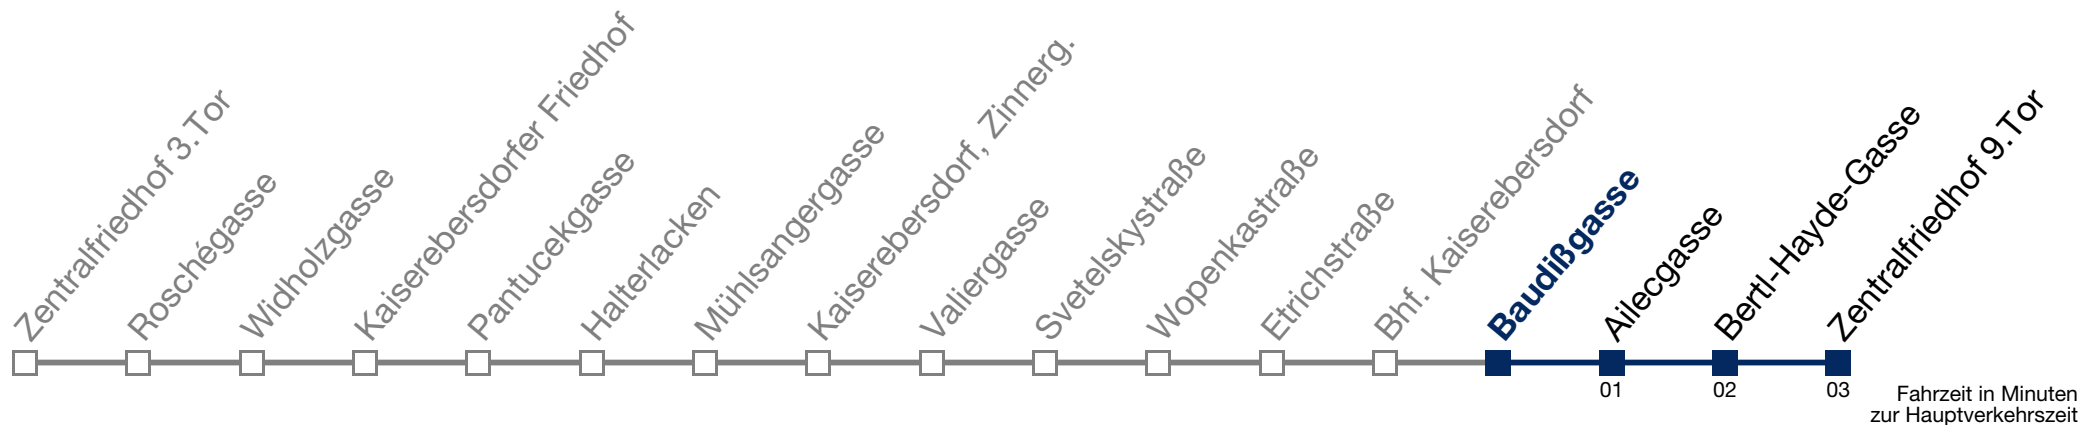 Zentralfriedhof 3.Tor
Roschégasse
Widholzgasse
Kaiserebersdorfer Friedhof
Pantucekgasse
Halterlacken
Mühlsangergasse
Kaiserebersdorf, Zinnerg.
Valiergasse
Svetelskystraße
Wopenkastraße
Etrichstraße
Bhf. Kaiserebersdorf
Baudißgasse
Ailecgasse
Bertl-Hayde-Gasse
Zentralfriedhof 9.Tor
01
02
03
Fahrzeit in Minuten
zur Hauptverkehrszeit